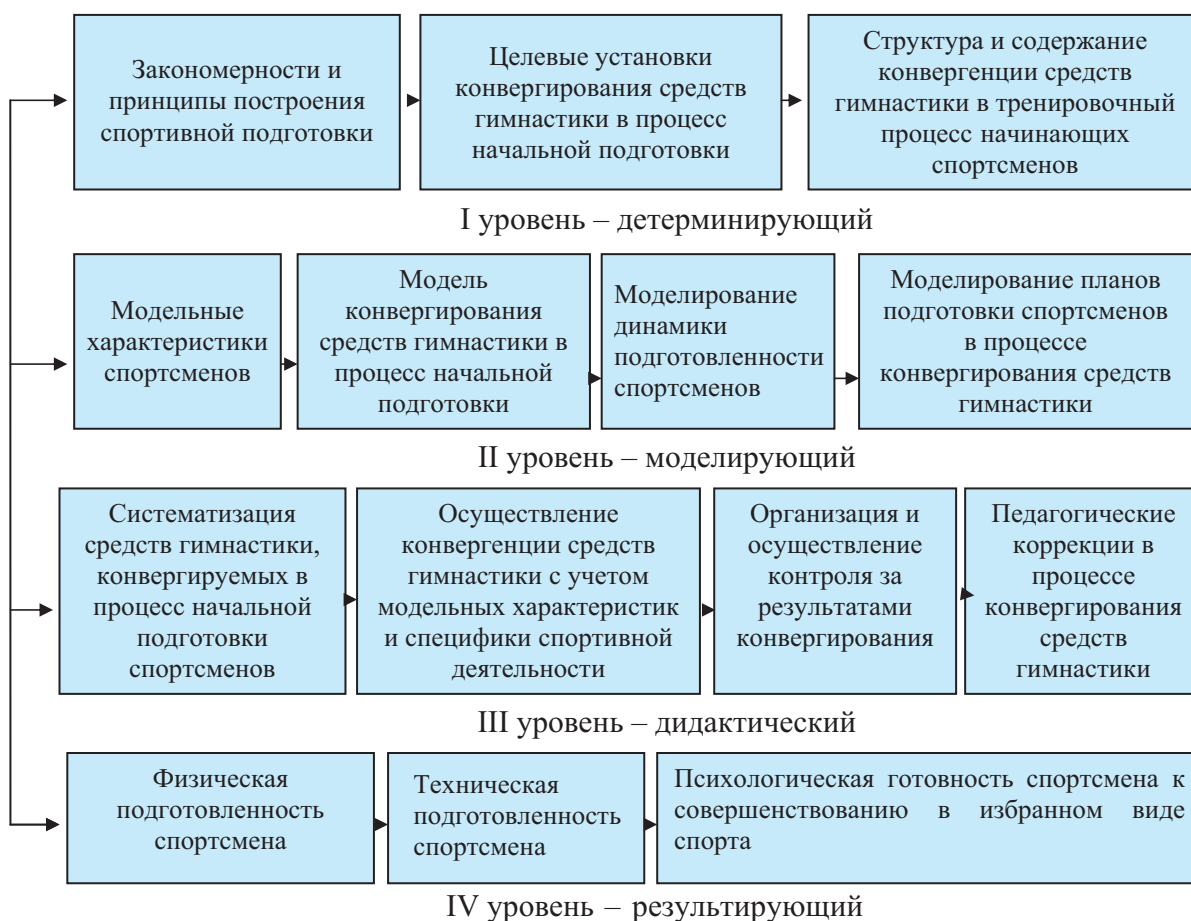 Закономерности и
принципы построения
спортивной подготовки
Целевые установки
конвергирования средств
гимнастики в процесс
начальной подготовки
Структура и содержание
конвергенции средств
гимнастики в тренировочный
процесс начинающих
спортсменов
I уровень – детерминирующий
Модельные
характеристики
спортсменов
Модель
конвергирования
средств гимнастики в
процесс начальной
подготовки
Моделирование
динамики
подготовленности
спортсменов
Моделирование планов
подготовки спортсменов
в процессе
конвергирования средств
гимнастики
II уровень – моделирующий
Систематизация
средств гимнастики,
конвергируемых в
процесс начальной
подготовки
спортсменов
Осуществление
конвергенции средств
гимнастики с учетом
модельных характеристик
и специфики спортивной
деятельности
Организация и
осуществление
контроля за
результатами
конвергирования
Педагогические
коррекции в
процессе
конвергирования
средств
гимнастики
III уровень – дидактический
Физическая
подготовленность
спортсмена
Техническая
подготовленность
спортсмена
Психологическая готовность спортсмена к
совершенствованию в избранном виде
спорта
IV уровень – результирующий